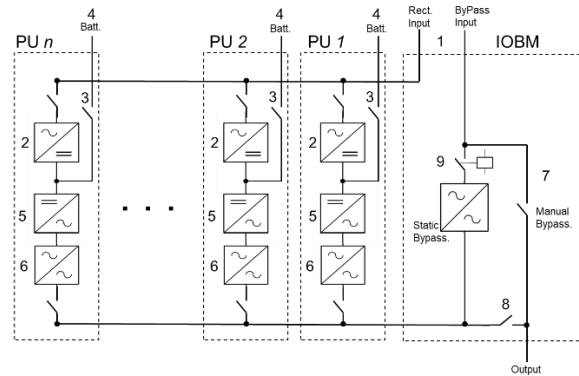 4
Batt.
PU n
3
2
5
6
4
Batt.
PU 2
3
2
5
6
4
Batt.
PU 1
3
2
5
6
Rect.
Input
ByPass
Input
1
IOBM
9
7
Static
Bypass.
Manual
Bypass.
8
Output